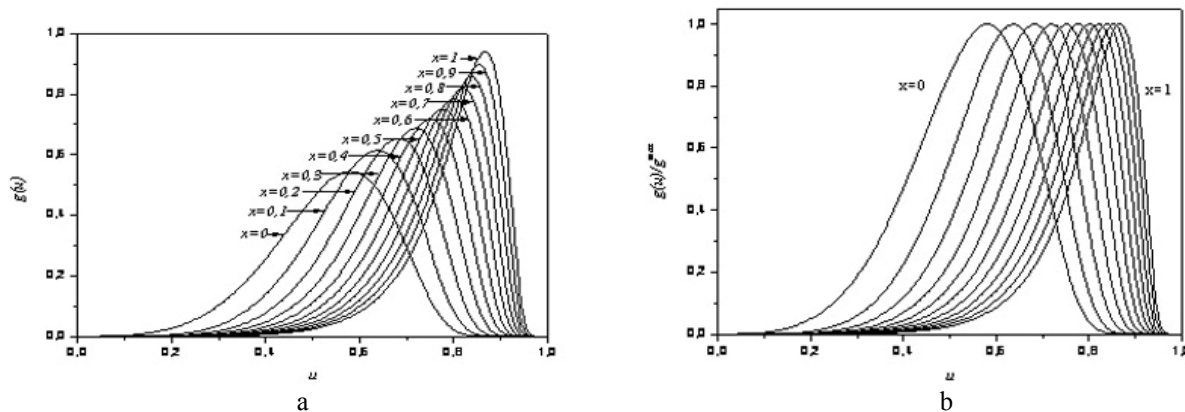 1,0
0,8
0,6
0,4
0,2
0,0
g(u)
x=1
x=0,9
x=0,8
x=0,7
x=0,6
x=0,5
x=0,4
x=0,3
x=0,2
x=0,1
x=0
0,0 0,2 0,4 0,6 0,8 1,0
u
a
1,0
0,8
0,6
0,4
0,2
0,0
g(u)/g
x=0
x=1
0,0 0,2 0,4 0,6 0,8 1,0
u
b